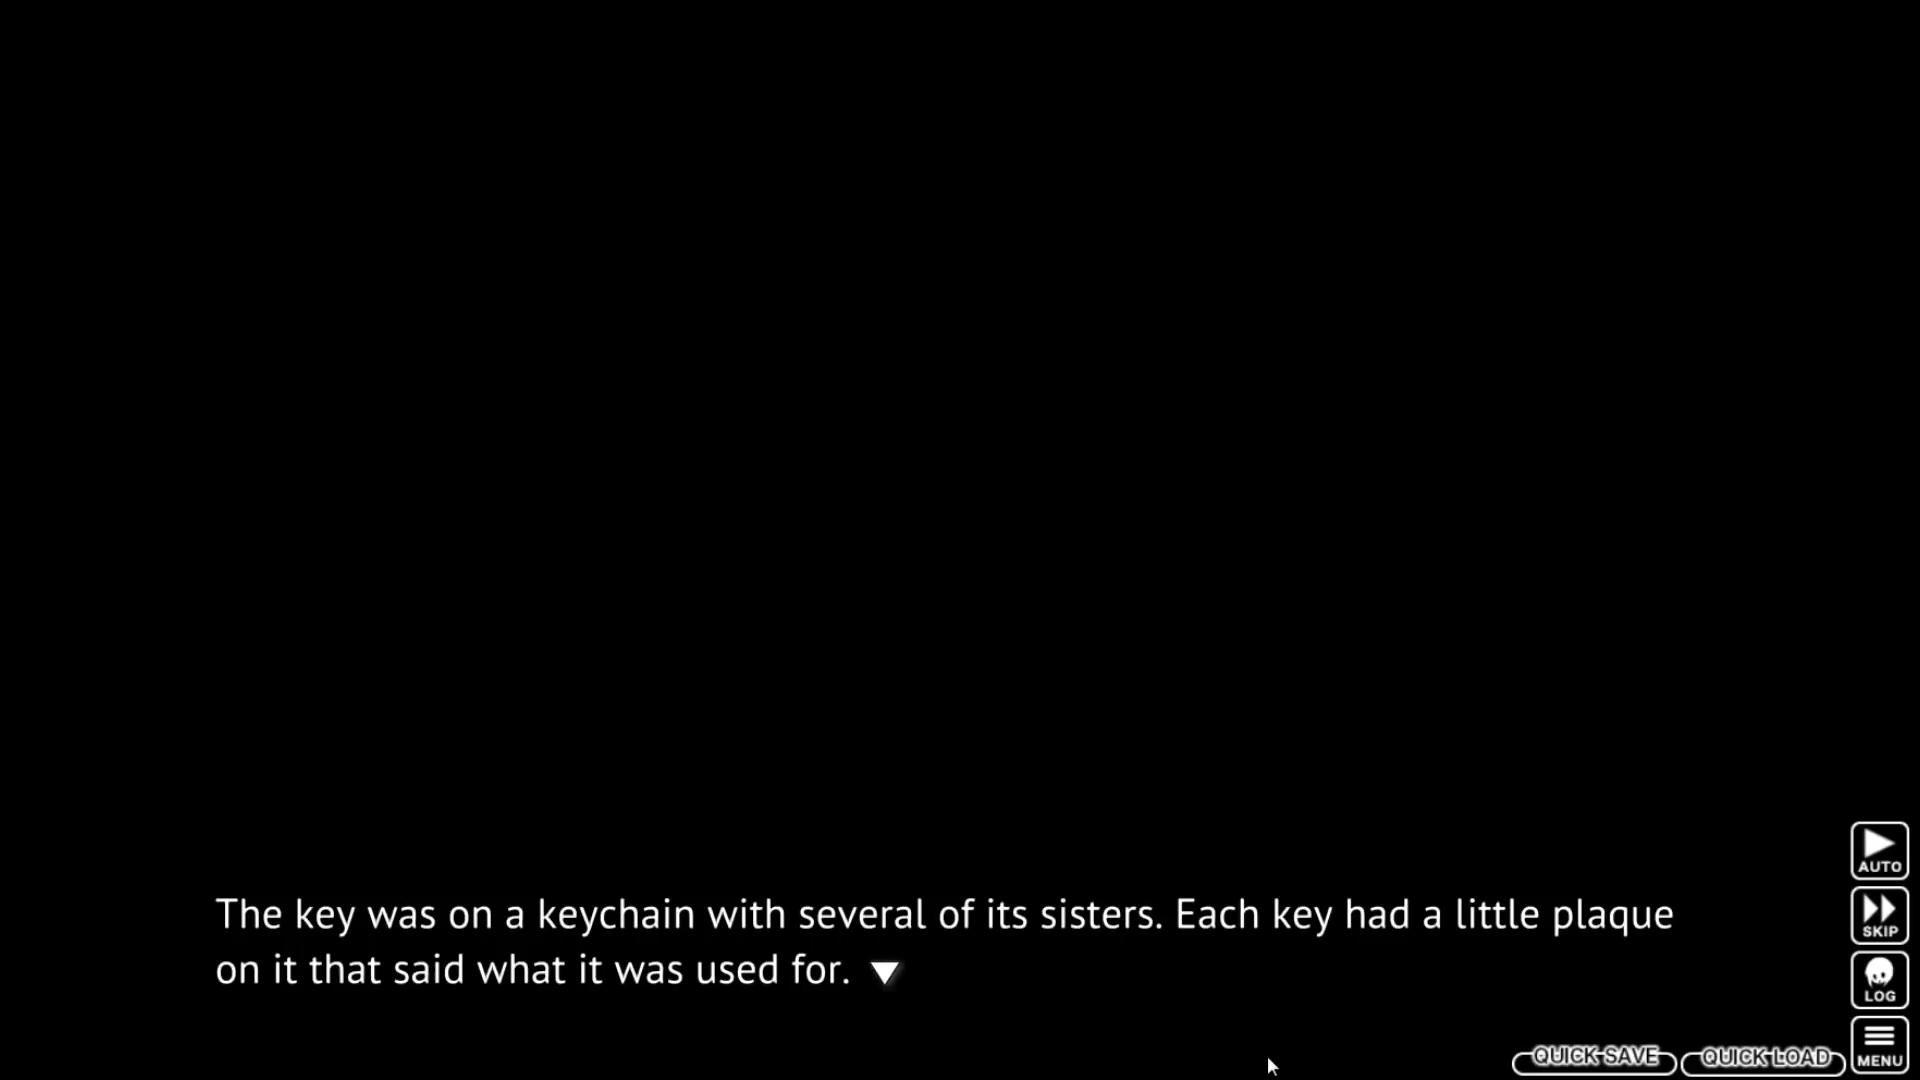 The key was on a keychain with several of its sisters. Each key had a little plaque
on it that said what it was used for.
AUTO
SKIP
LOG
MENU
QUICK SAVE
QUICK LOAD